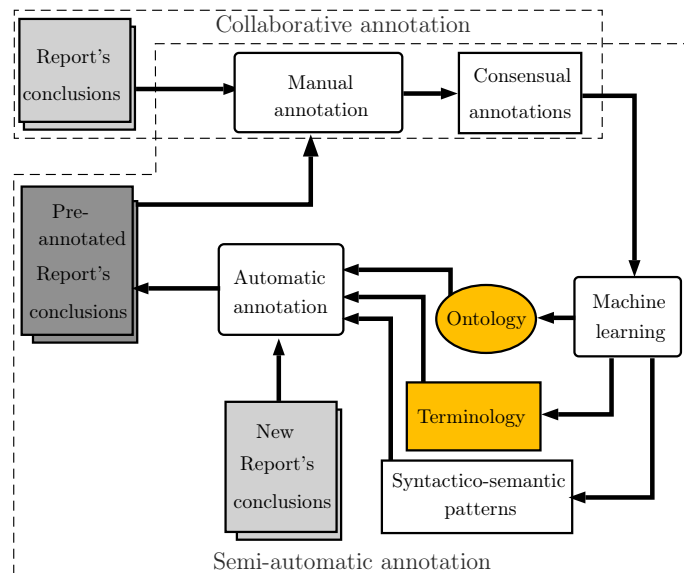 Collaborative annotation
Report's
conclusions
Manual
annotation
Consensual
annotations
Pre-
annotated
Report's
conclusions
Automatic
annotation
Ontology
Machine
learning
Terminology
New
Report's
conclusions
Syntactico-semantic
patterns
Semi-automatic annotation